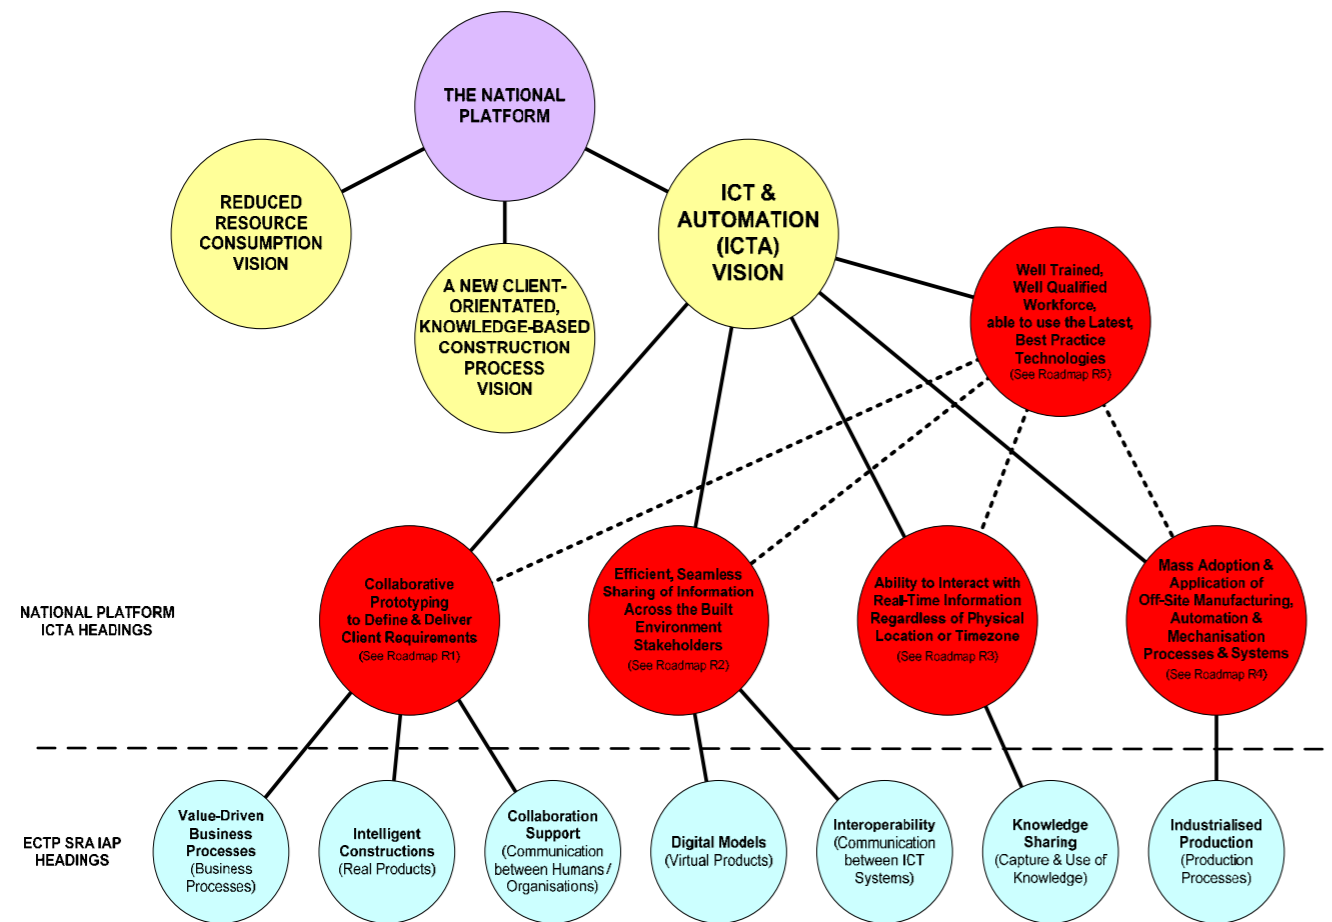 THE NATIONAL
PLATFORM
REDUCED
RESOURCE
CONSUMPTION
VISION
A NEW CLIENT-
ORIENTATED,
KNOWLEDGE-BASED
CONSTRUCTION
PROCESS
VISION
ICT &
AUTOMATION
(ICTA)
VISION
Well Trained,
Well Qualified
Workforce,
able to use the Latest,
Best Practice
Technologies
(See Roadmap R5)
NATIONAL PLATFORM
ICTA HEADINGS
Collaborative
Prototyping
to Define & Deliver
Client Requirements
(See Roadmap R1)
Efficient, Seamless
Sharing of Information
Across the Built
Environment
Stakeholders
(See Roadmap R2)
Ability to Interact with
Real-Time Information
Regardless of Physical
Location or Timezone
(See Roadmap R3)
Mass Adoption &
Application of
Off-Site Manufacturing,
Automation &
Mechanisation
Processes & Systems
(See Roadmap R4)
ECTP SRA IAP
HEADINGS
Value-Driven
Business
Processes
(Business
Processes)
Intelligent
Constructions
(Real Products)
Collaboration
Support
(Communication
between Humans /
Organisations)
Digital Models
(Virtual Products)
Interoperability
(Communication
between ICT
Systems)
Knowledge
Sharing
(Capture & Use of
Knowledge)
Industrialised
Production
(Production
Processes)